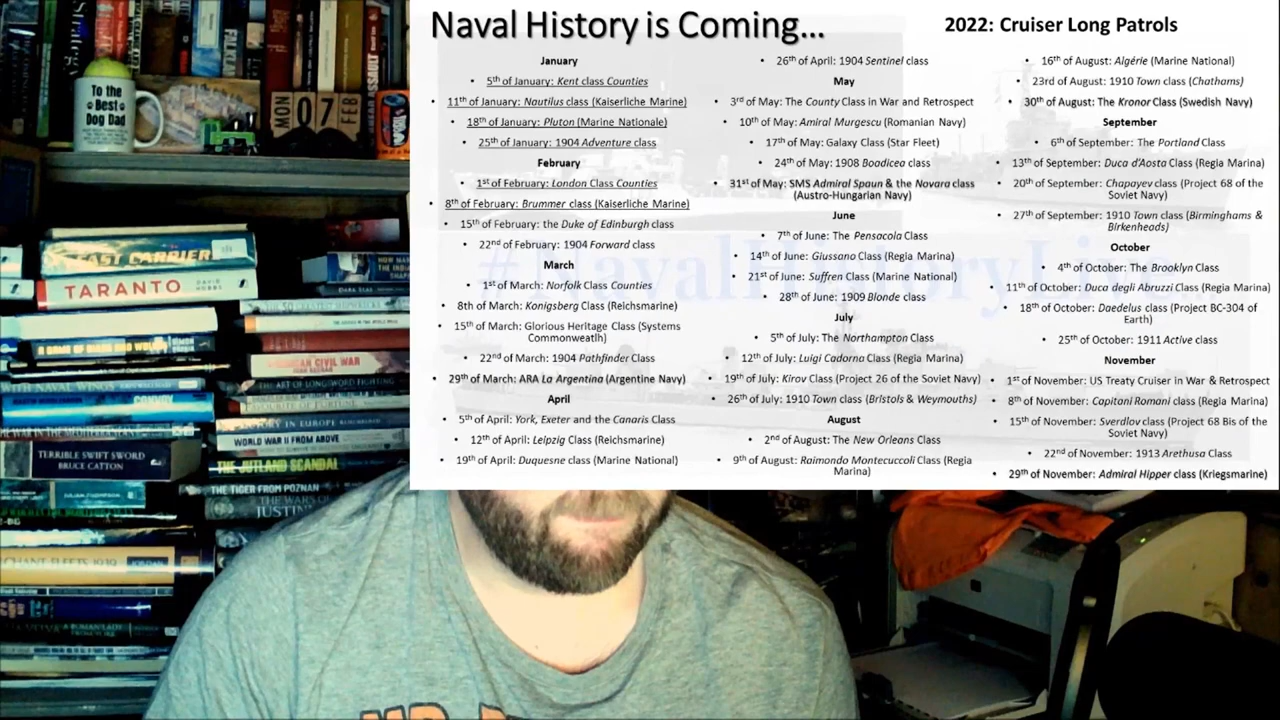 Naval History is Coming...
2022: Cruiser Long Patrols
January
• 5th of January: Kent class Counties
• 11th of January: Nautilus class (Kaiserliche Marine)
• 18th of January: Pluton (Marine Nationale)
• 25th of January: 1904 Adventure class
February
• 1st of February: London Class Counties
• 8th of February: Brummer class (Kaiserliche Marine)
• 15th of February: the Duke of Edinburgh class
• 22nd of February: 1904 Forward class
March
• 1st of March: Norfolk Class Counties
• 8th of March: Konigsberg Class (Reichsmarine)
• 15th of March: Glorious Heritage Class (Systems
Commonweatlh)
• 22nd of March: 1904 Pathfinder Class
• 29th of March: ARA La Argentina (Argentine Navy)
April
• 5th of April: York, Exeter and the Canaris Class
• 12th of April: Leipzig Class (Reichsmarine)
• 19th of April: Duquesne class (Marine National)
• 26th of April: 1904 Sentinel class
May
• 3rd of May: The County Class in War and Retrospect
• 10th of May: Amiral Murgescu (Romanian Navy)
• 17th of May: Galaxy Class (Star Fleet)
• 24th of May: 1908 Boadicea class
• 31st of May: SMS Admiral Spaun & the Novara class
(Austro-Hungarian Navy)
June
• 7th of June: The Pensacola Class
• 14th of June: Giussano Class (Regia Marina)
• 21st of June: Suffren Class (Marine National)
• 28th of June: 1909 Blonde class
July
• 5th of July: The Northampton Class
• 12th of July: Luigi Cadorna Class (Regia Marina)
• 19th of July: Kirov Class (Project 26 of the Soviet Navy)
• 26th of July: 1910 Town class (Bristols & Weymouths)
August
• 2nd of August: The New Orleans Class
• 9th of August: Raimondo Montecuccoli Class (Regia
Marina)
• 16th of August: Algérie (Marine National)
• 23rd of August: 1910 Town class (Chathams)
• 30th of August: The Kronor Class (Swedish Navy)
September
• 6th of September: The Portland Class
• 13th of September: Duca d'Aosta Class (Regia Marina)
• 20th of September: Chapayev class (Project 68 of the
Soviet Navy)
• 27th of September: 1910 Town class (Birminghams &
Birkenheads)
October
• 4th of October: The Brooklyn Class
• 11th of October: Duca degli Abruzzi Class (Regia Marina)
• 18th of October: Daedelus class (Project BC-304 of
Earth)
• 25th of October: 1911 Active class
November
• 1st of November: US Treaty Cruiser in War & Retrospect
• 8th of November: Capitani Romani class (Regia Marina)
• 15th of November: Sverdlov class (Project 68 Bis of the
Soviet Navy)
• 22nd of November: 1913 Arethusa Class
• 29th of November: Admiral Hipper class (Kriegsmarine)
To the
Best
Dog Dad
MON 07 FEB
FAST CARRIER
TARANTO
DAVID
HOBBS
CIVIL WAR
THE ART OF LONGSWORD FIGHTING
CONVOY
WORLD WAR II FROM ABOVE
TERRIBLE SWIFT SWORD
BRUCE CATTON
THE JUTLAND SCANDAL
THE TIGER FROM POZNAN
THE WARS OF
JUSTIN